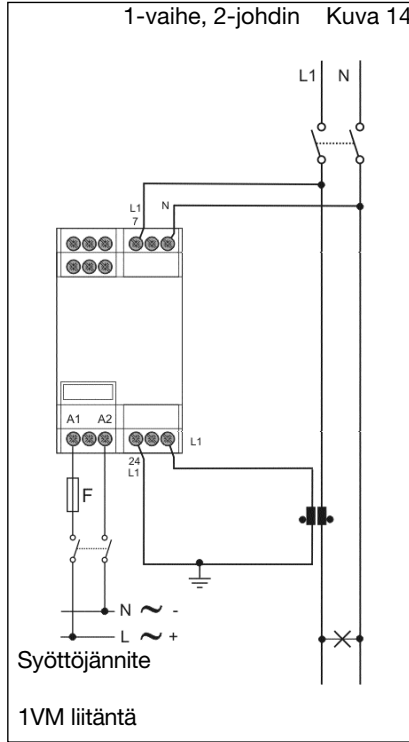 1-vaihe, 2-johdin Kuva 14
L1 N
L1 N
7
A1 A2
L1
24
L1
F
N ~ -
L ~ +
Syöttöjännite
1VM liitäntä